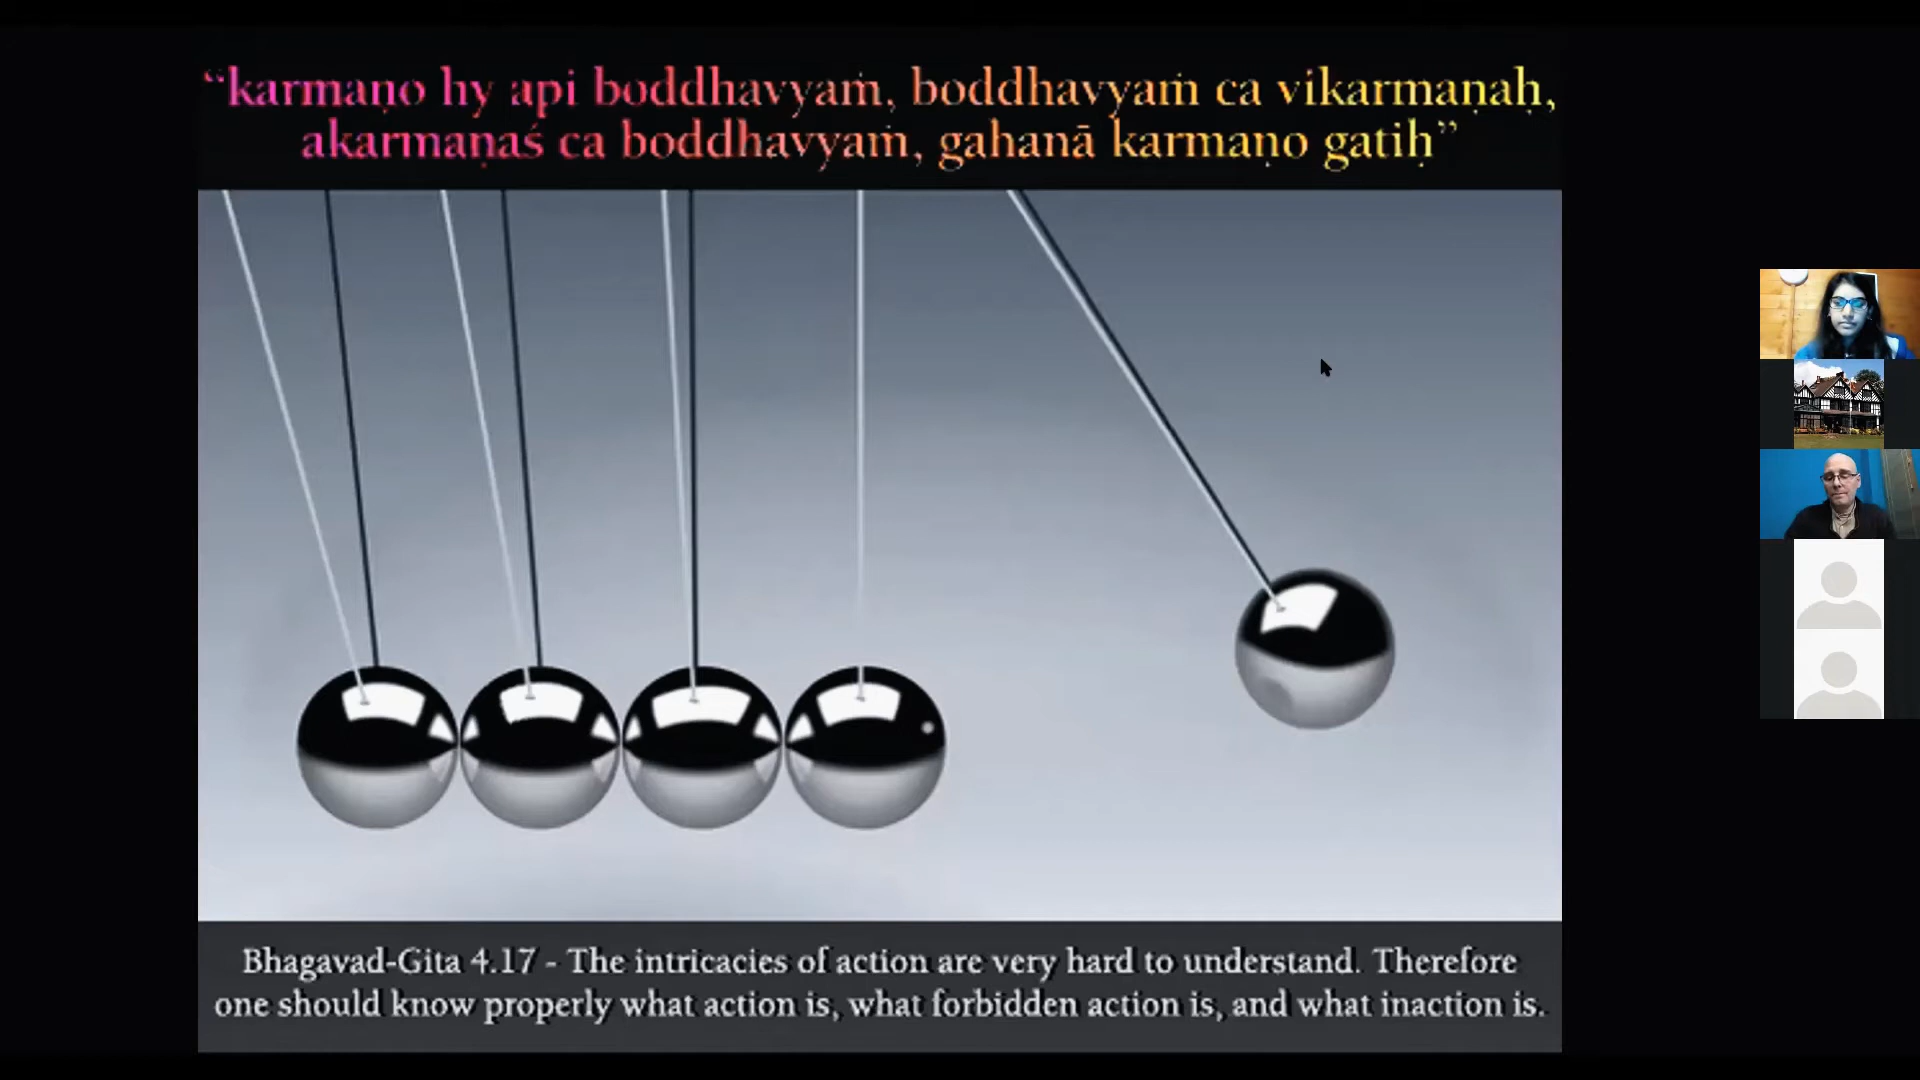 “karmaṇo hy api boddhavyaṁ, boddhavyaṁ ca vikarmaṇaḥ,
akarmaṇaś ca boddhavyaṁ, gahanā karmaṇo gatiḥ”
Bhagavad-Gita 4.17 - The intricacies of action are very hard to understand. Therefore
one should know properly what action is, what forbidden action is, and what inaction is.